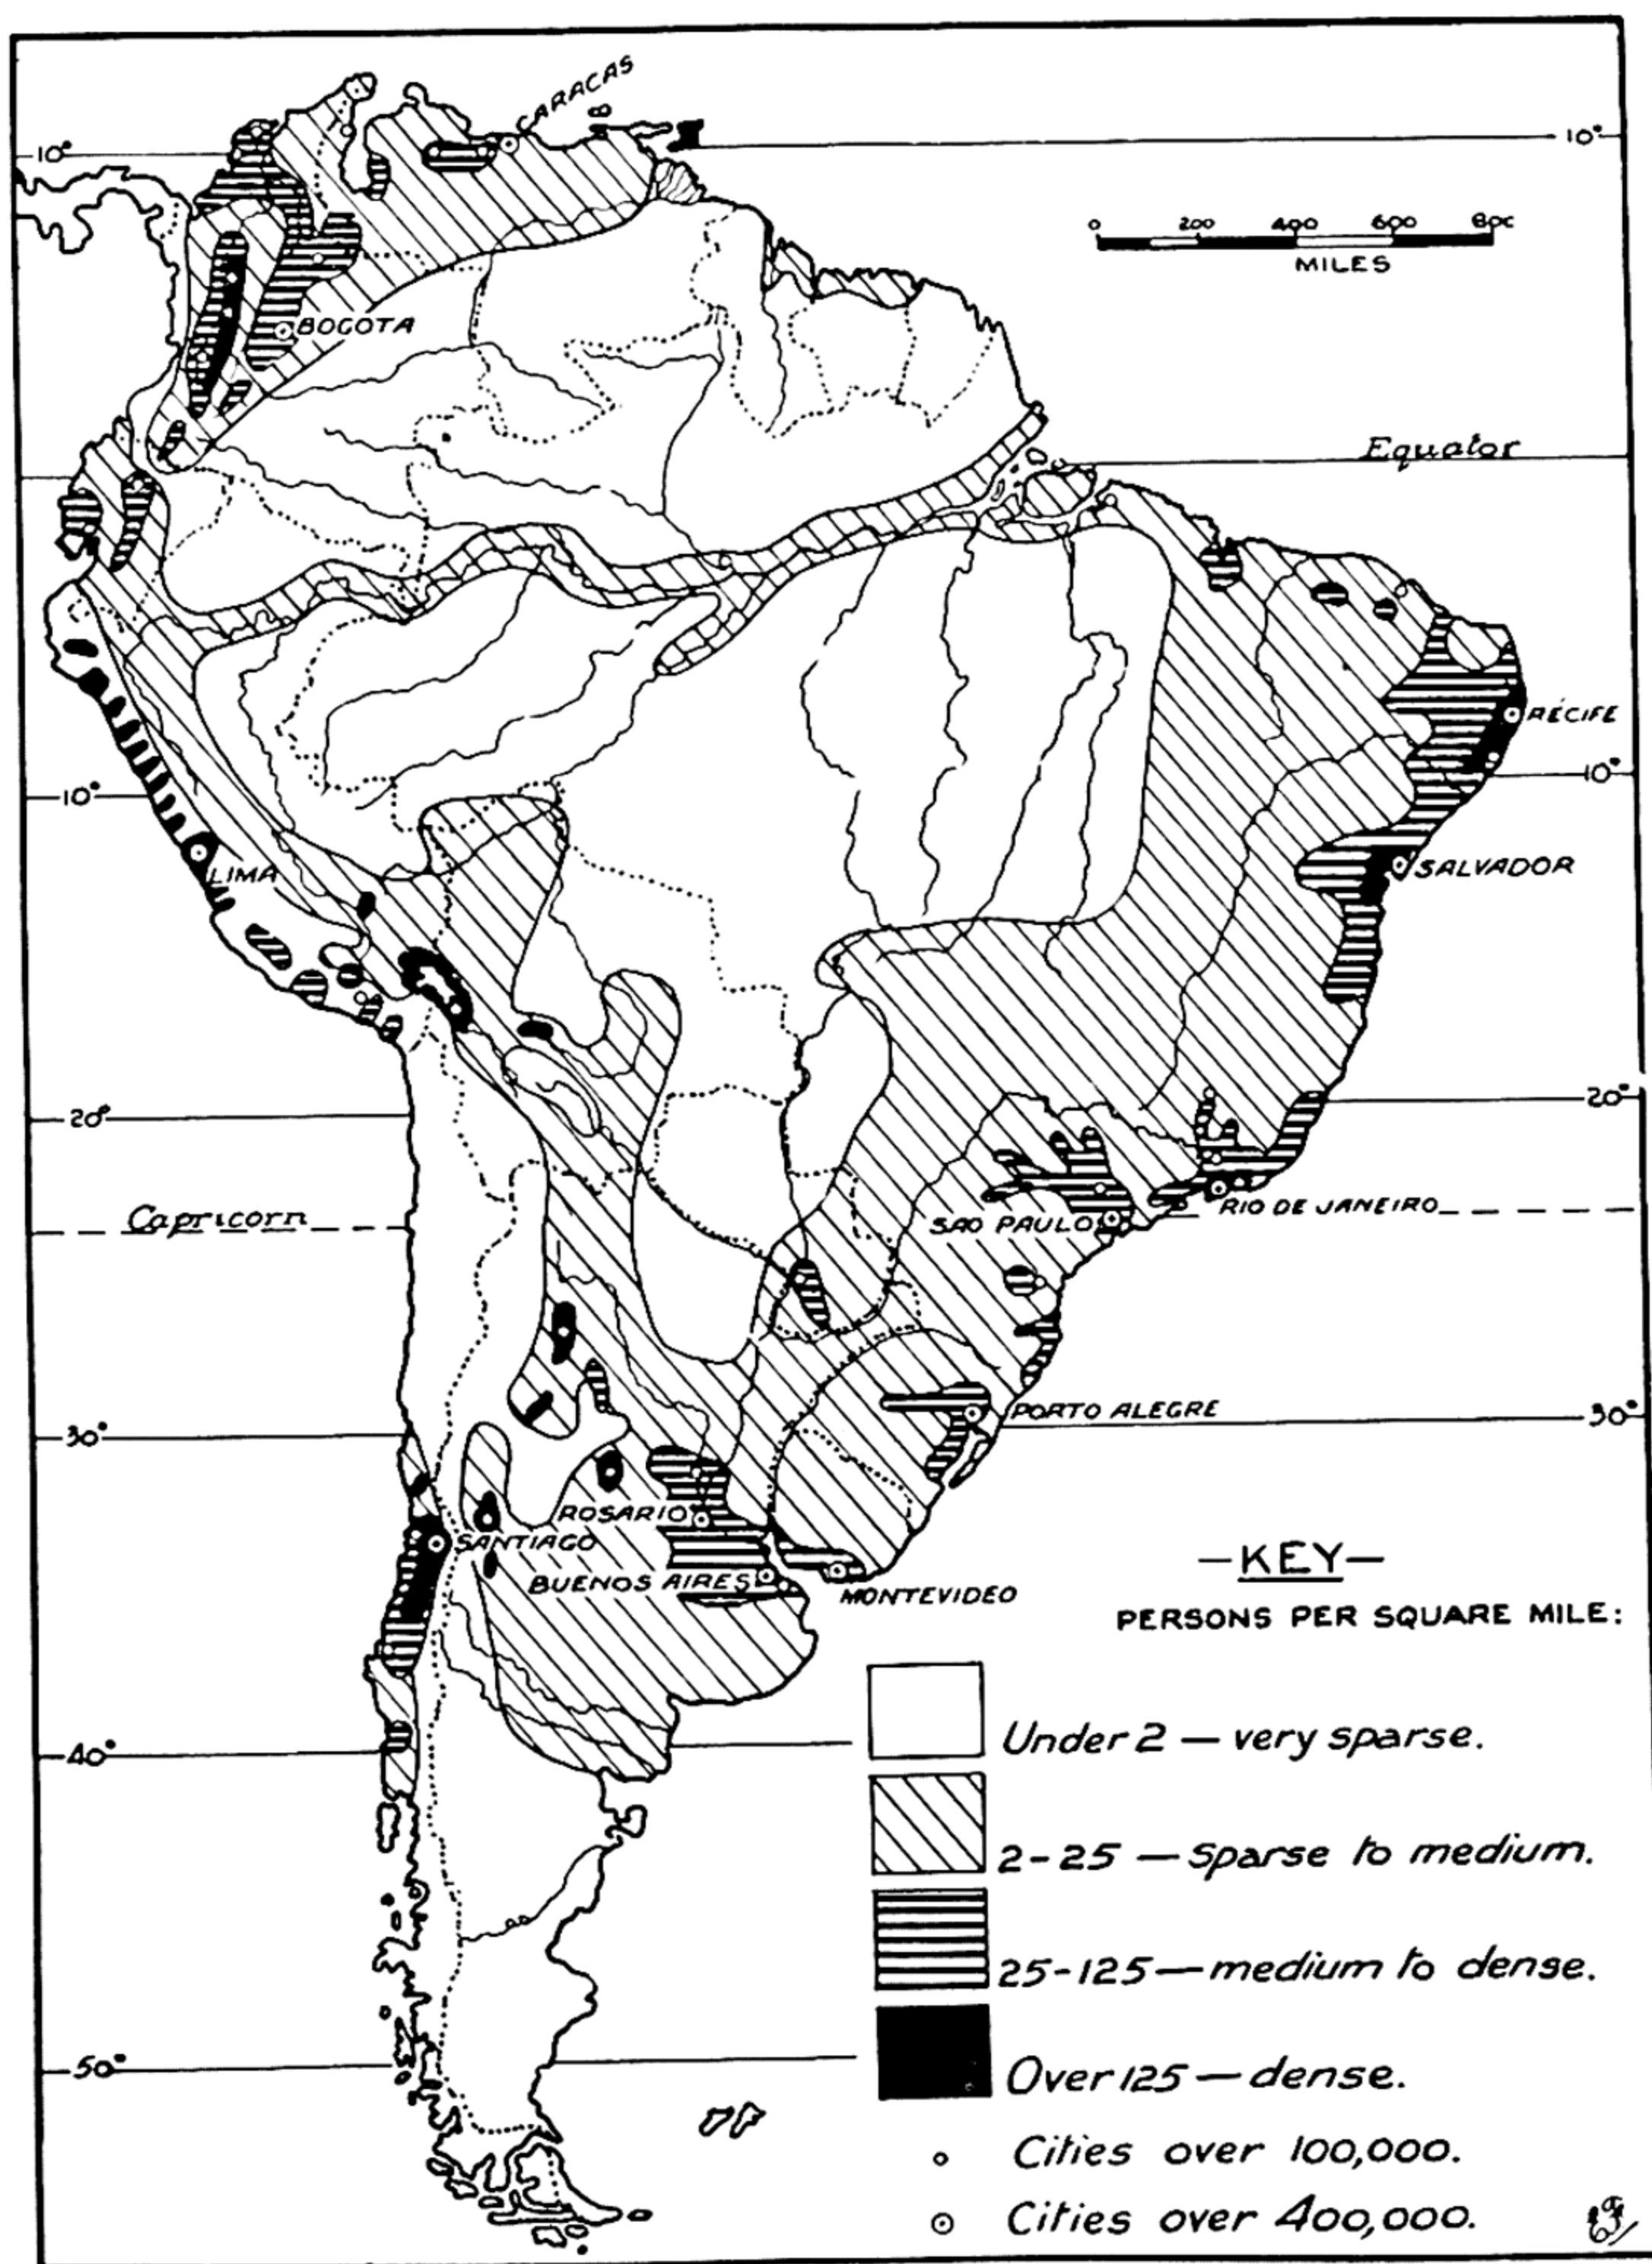 CARACAS
10°
10°
0 200 400 600 80C
MILES
BOGOTA
Equator
RÉCIFE
10°
10°
LIMA
SALVADOR
20°
20°
Capricorn
RIO DE JANEIRO
SAO PAULO
PORTO ALEGRE
30°
30°
ROSARIO
SANTIAGO
BUENOS AIRES
MONTEVIDEO
—KEY—
PERSONS PER SQUARE MILE:
Under 2 — very sparse.
40°
2-25 — Sparse to medium.
25-125 — medium to dense.
50°
Over 125 — dense.
Cities over 100,000.
Cities over 400,000.